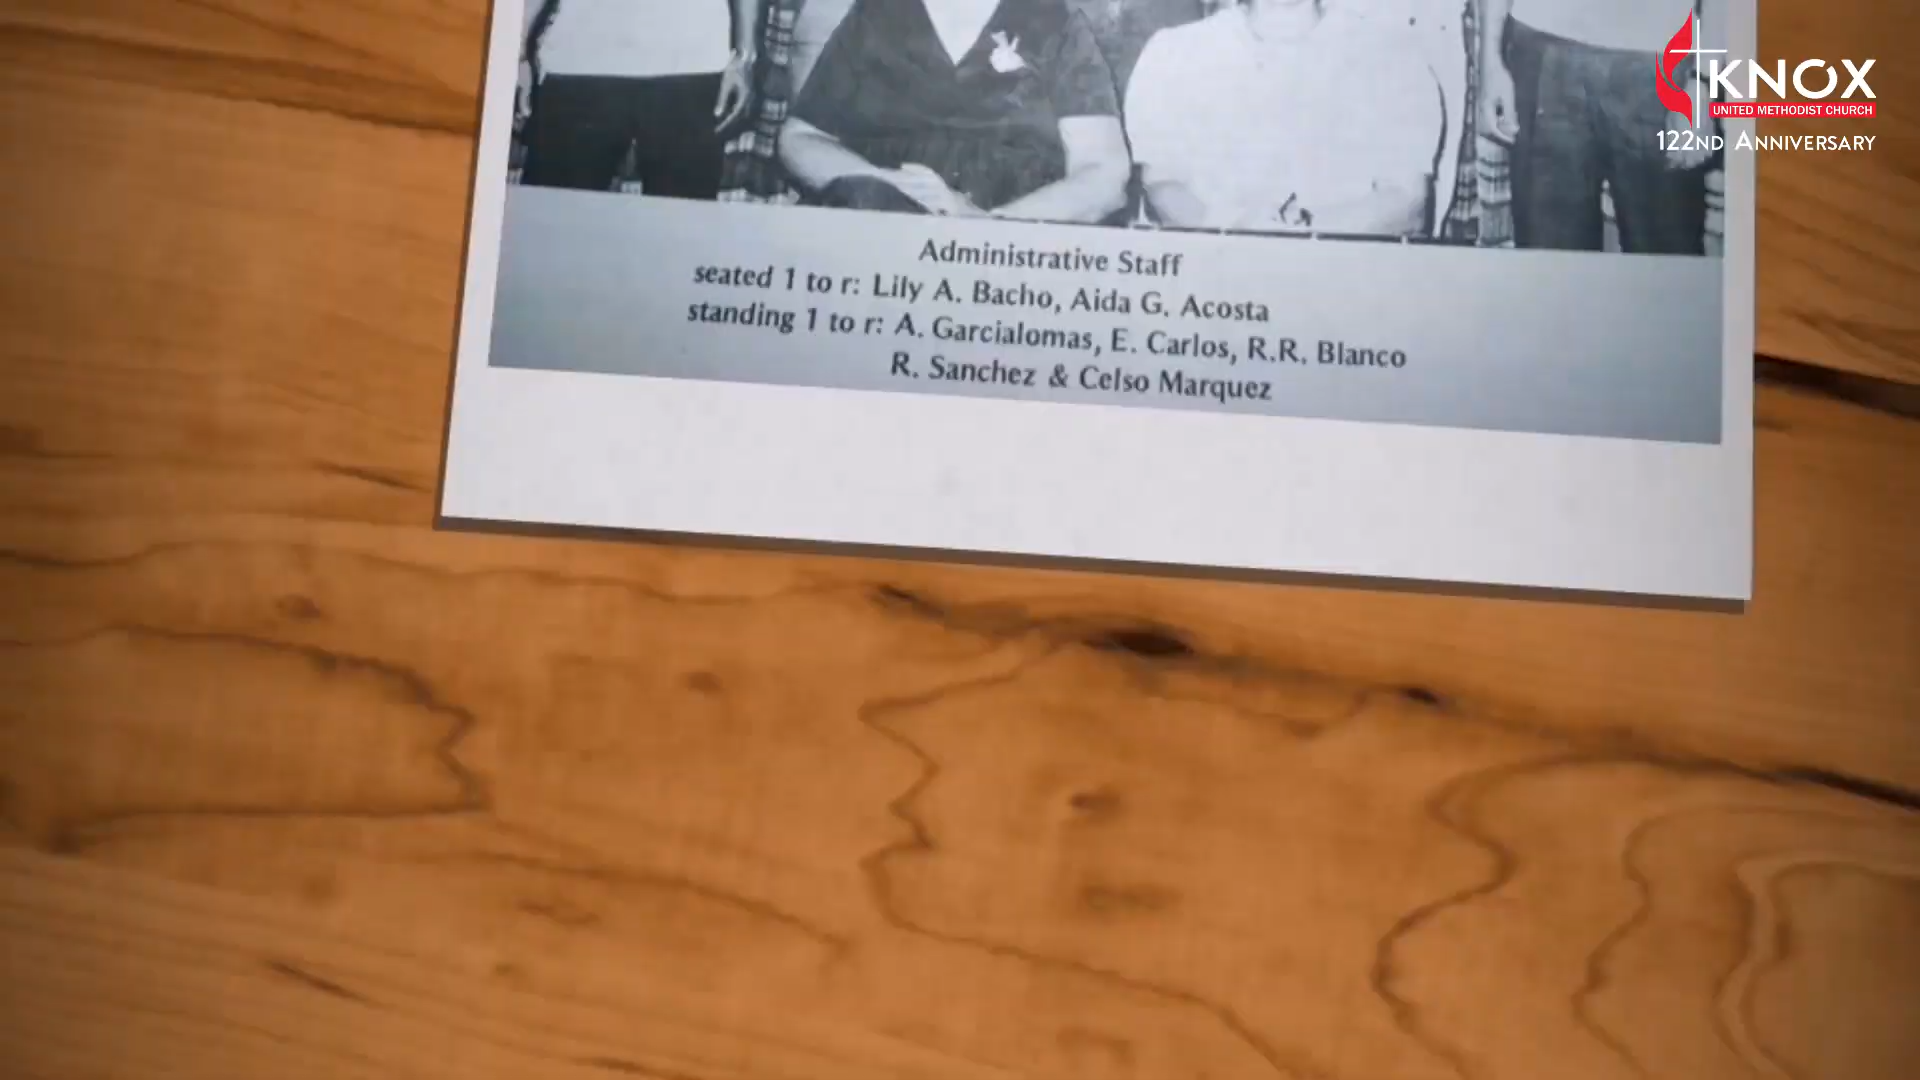 KNOX
UNITED METHODIST CHURCH
122ND ANNIVERSARY
Administrative Staff
seated 1 to r: Lily A. Bacho, Aida G. Acosta
standing 1 to r: A. Garcialomas, E. Carlos, R.R. Blanco
R. Sanchez & Celso Marquez